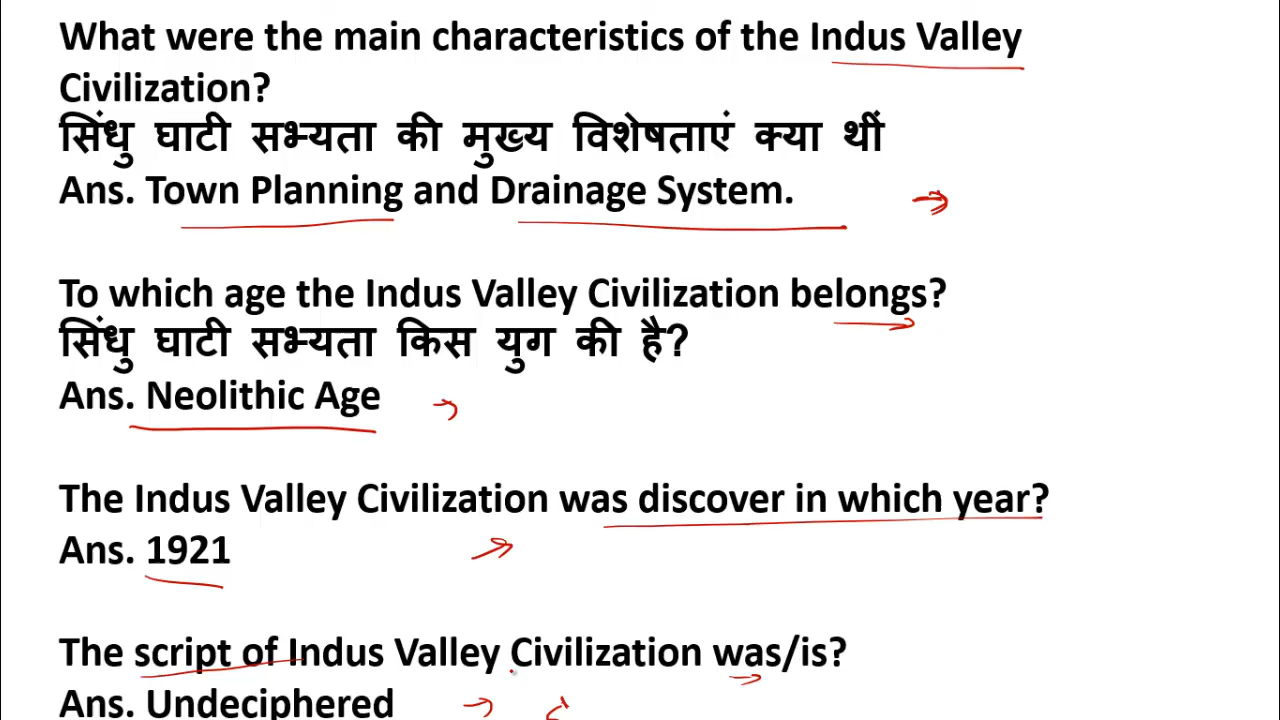 What were the main characteristics of the Indus Valley
Civilization?
सिंधु घाटी सभ्यता की मुख्य विशेषताएं क्या थीं
Ans. Town Planning and Drainage System.
To which age the Indus Valley Civilization belongs?
सिंधु घाटी सभ्यता किस युग की है?
Ans. Neolithic Age
The Indus Valley Civilization was discover in which year?
Ans. 1921
The script of Indus Valley Civilization was/is?
Ans. Undeciphered